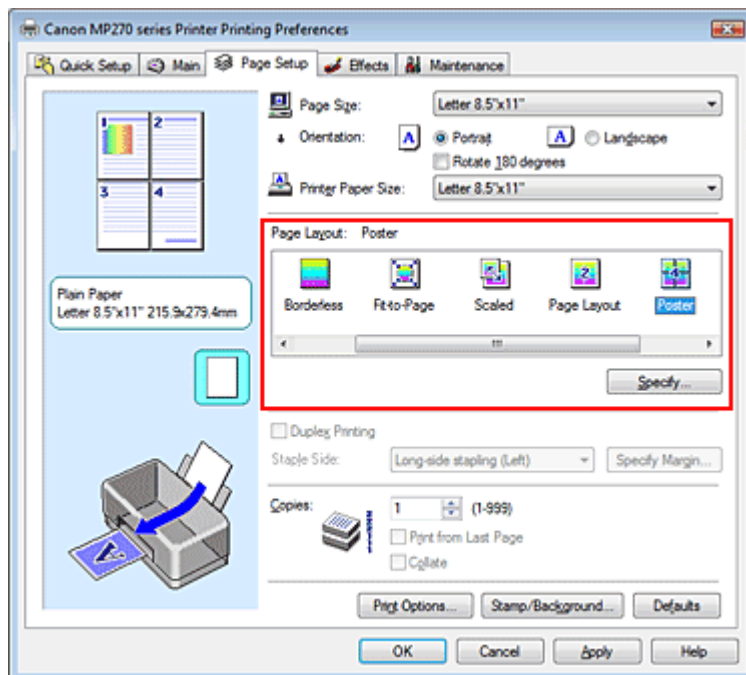 Canon MP270 series Printer Printing Preferences
Quick Setup Main Page Setup Effects Maintenance
1 2
3 4
Plain Paper
Letter 8.5"x11" 215.9x279.4mm
Page Size: Letter 8.5"x11"
Orientation: A Portrait A Landscape
Rotate 180 degrees
Printer Paper Size: Letter 8.5"x11"
Page Layout: Poster
Borderless Fit-to-Page Scaled Page Layout Poster
Specify...
Duplex Printing
Staple Side: Long-side stapling (Left) Specify Margin...
Copies: 1 (1-999)
Print from Last Page
Collate
Print Options... Stamp/Background... Defaults
OK Cancel Apply Help